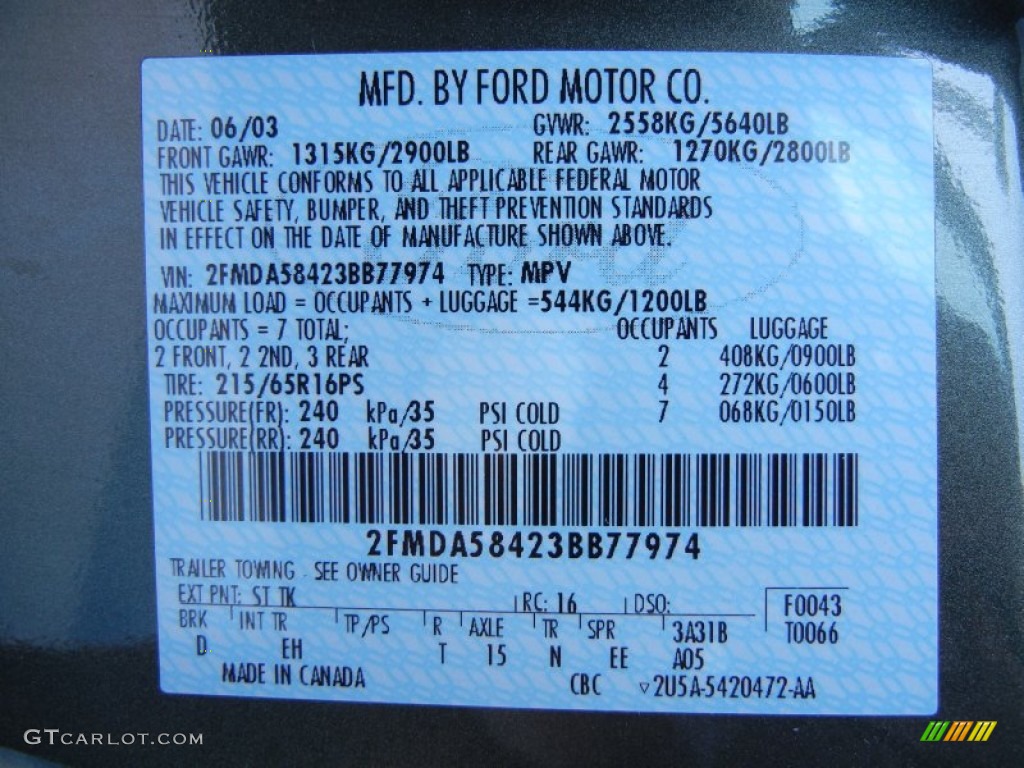 MFD. BY FORD MOTOR CO.
DATE: 06/03 GVWR: 2558KG/5640LB
FRONT GAWR: 1315KG/2900LB REAR GAWR: 1270KG/2800LB
THIS VEHICLE CONFORMS TO ALL APPLICABLE FEDERAL MOTOR
VEHICLE SAFETY, BUMPER, AND THEFT PREVENTION STANDARDS
IN EFFECT ON THE DATE OF MANUFACTURE SHOWN ABOVE.
VIN: 2FMDA58423BB77974 TYPE: MPV
MAXIMUM LOAD = OCCUPANTS + LUGGAGE =544KG/1200LB
OCCUPANTS = 7 TOTAL; OCCUPANTS LUGGAGE
2 FRONT, 2 2ND, 3 REAR 2 408KG/0900LB
TIRE: 215/65R16PS 4 272KG/0600LB
PRESSURE(FR): 240 kPa/35 PSI COLD 7 068KG/0150LB
PRESSURE(RR): 240 kPa/35 PSI COLD
2FMDA58423BB77974
TRAILER TOWING - SEE OWNER GUIDE
EXT PNT: ST TK RC: 16 DSO: F0043
BRK INT TR TP/PS R AXLE TR SPR 3A31B T0066
D EH T 15 N EE A05
MADE IN CANADA CBC ▽2U5A-5420472-AA
GTCARLOT.COM